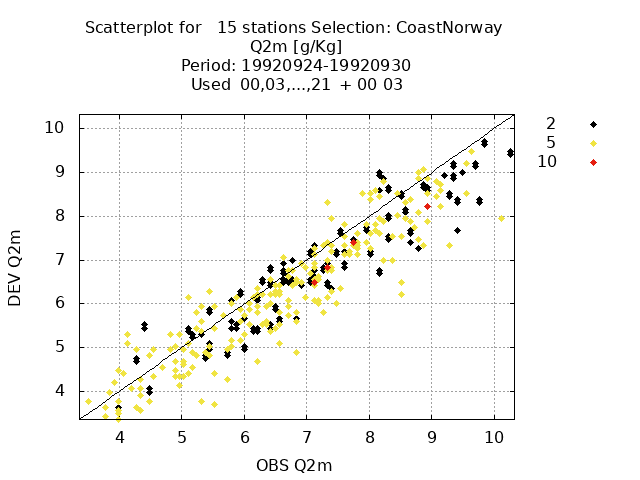 Scatterplot for   15 stations Selection: CoastNorway
Q2m [g/Kg]
Period: 19920924-19920930
Used  00,03,...,21  + 00 03
2
5
10
10
9
8
7
6
5
4
DEV Q2m
4 5 6 7 8 9 10
OBS Q2m